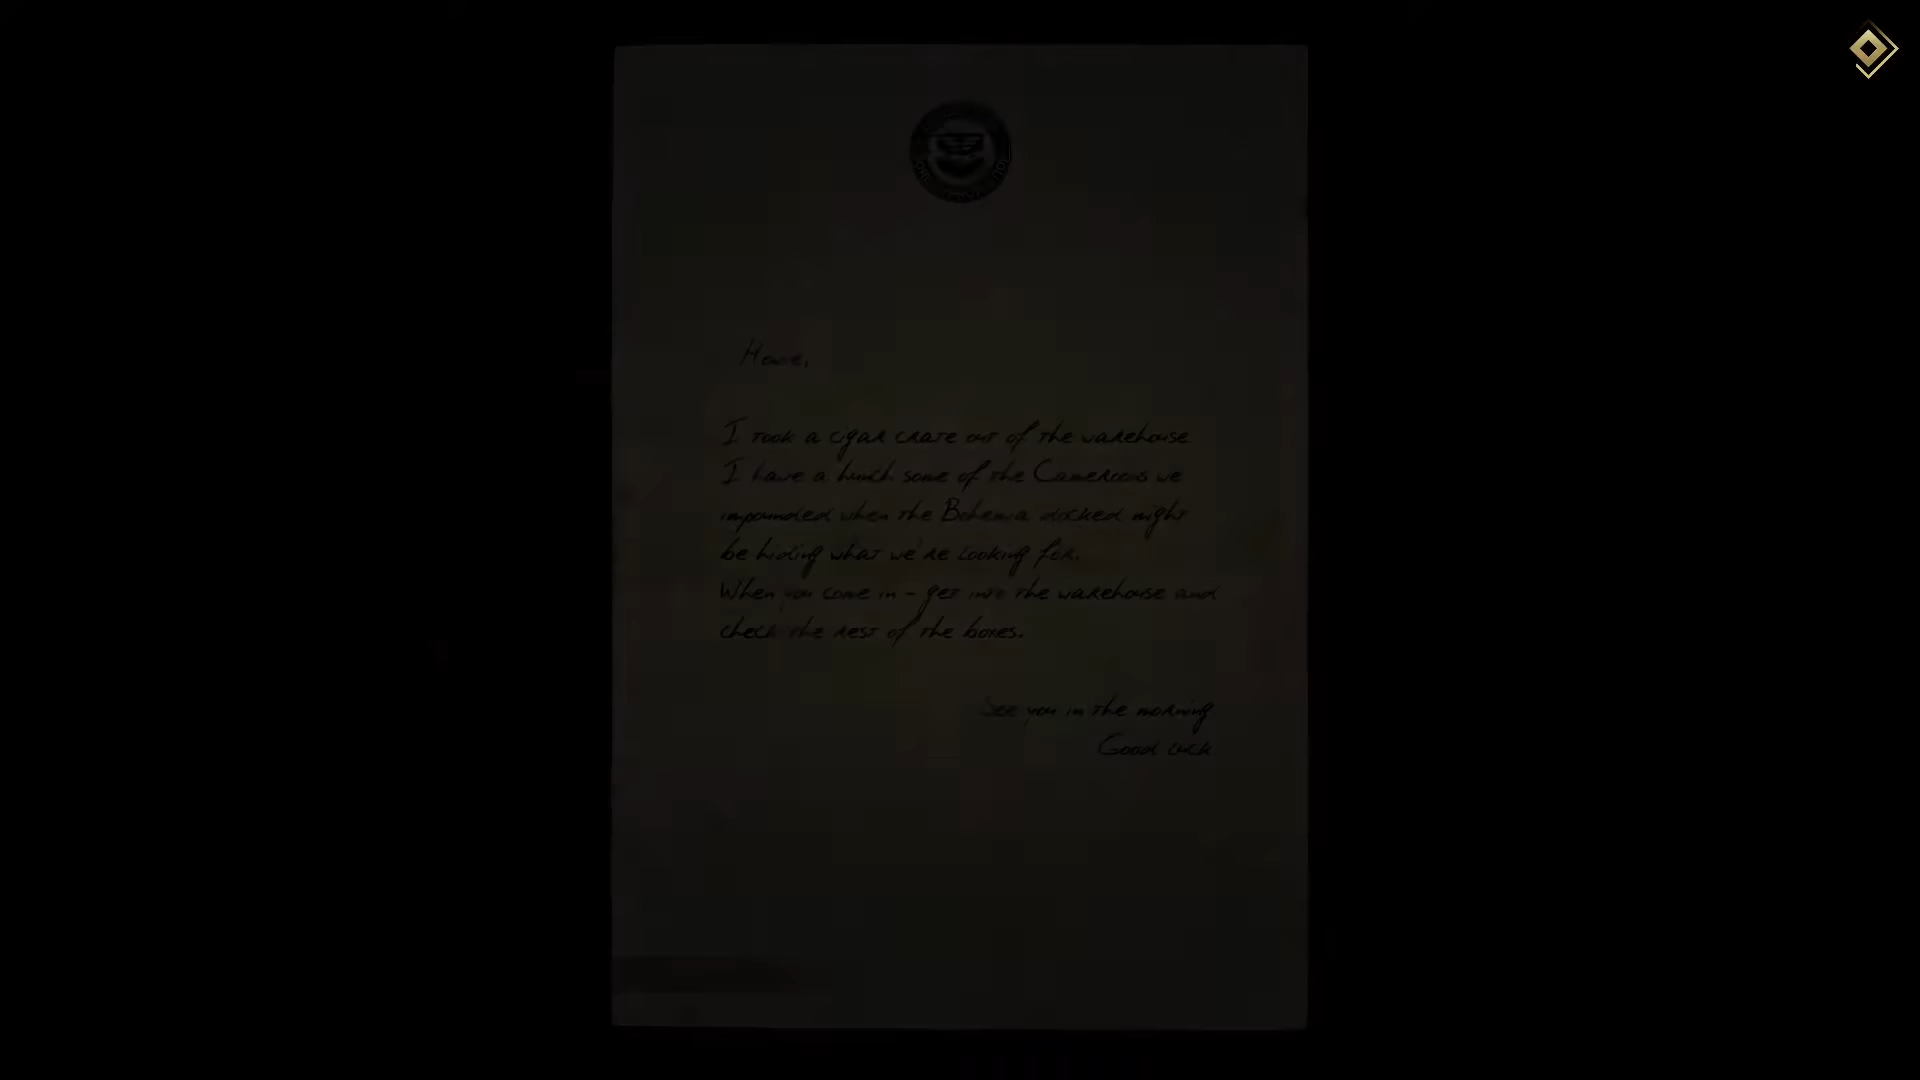 I took a cigar crate out of the warehouse
I have a hunch some of the Cameroons we
impounded when the Bohemia docked might
be hiding what we're looking for.
When you come in - get into the warehouse and
check the rest of the boxes.
See you in the morning
Good luck